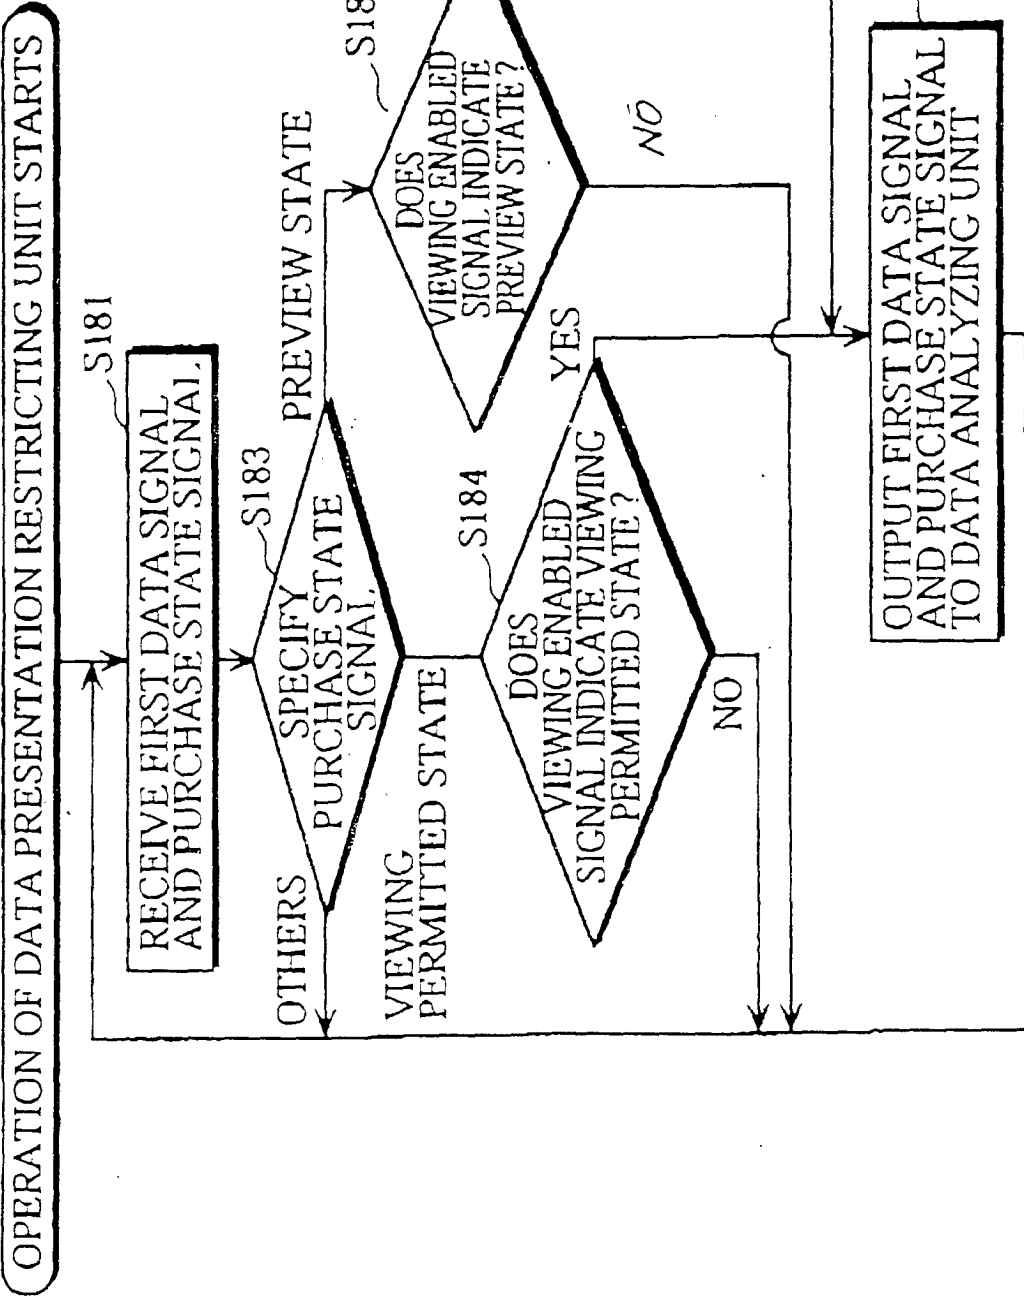 OPERATION OF DATA PRESENTATION RESTRICTING UNIT STARTS
S181
RECEIVE FIRST DATA SIGNAL
AND PURCHASE STATE SIGNAL
S183
SPECIFY
PURCHASE STATE
SIGNAL
OTHERS
PREVIEW STATE
VIEWING
PERMITTED STATE
DOES
VIEWING ENABLED
SIGNAL INDICATE
PREVIEW STATE?
NO
S184
DOES
VIEWING ENABLED
SIGNAL INDICATE VIEWING
PERMITTED STATE?
YES
NO
OUTPUT FIRST DATA SIGNAL
AND PURCHASE STATE SIGNAL
TO DATA ANALYZING UNIT